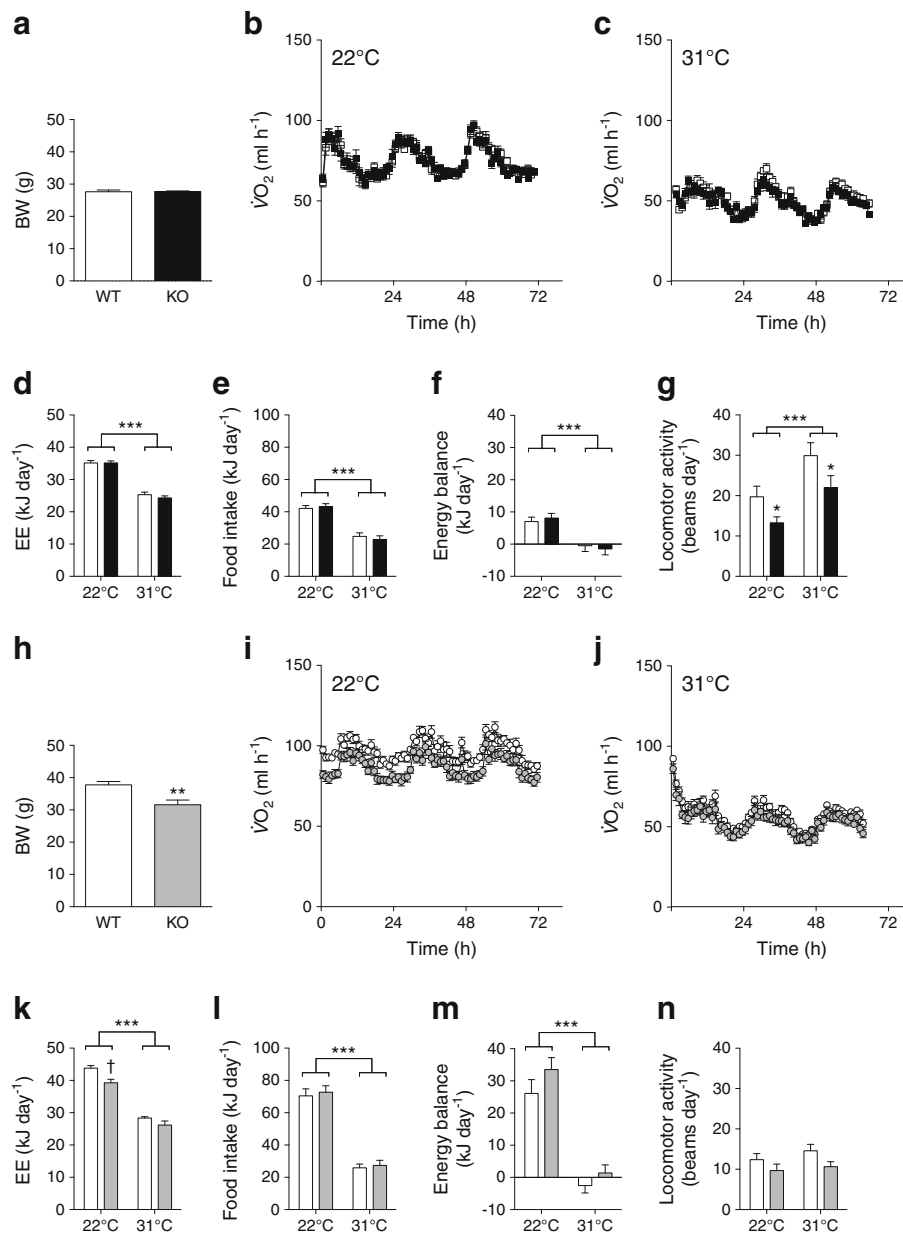 a
BW (g)
50
40
30
20
10
0
WT KO
b
22°C
V̇O₂ (ml h⁻¹)
150
100
50
0
24 48 72
Time (h)
c
31°C
V̇O₂ (ml h⁻¹)
150
100
50
0
24 48 72
Time (h)
d
EE (kJ day⁻¹)
50
40
30
20
10
0
***
22°C 31°C
e
Food intake (kJ day⁻¹)
100
80
60
40
20
0
***
22°C 31°C
f
Energy balance
(kJ day⁻¹)
40
30
20
10
0
-10
***
22°C 31°C
g
Locomotor activity
(beams day⁻¹)
40
30
20
10
0
***
*
*
22°C 31°C
h
BW (g)
50
40
30
20
10
0
**
WT KO
i
22°C
V̇O₂ (ml h⁻¹)
150
100
50
0
0 24 48 72
Time (h)
j
31°C
V̇O₂ (ml h⁻¹)
150
100
50
0
24 48 72
Time (h)
k
EE (kJ day⁻¹)
50
40
30
20
10
0
***
†
22°C 31°C
l
Food intake (kJ day⁻¹)
100
80
60
40
20
0
***
22°C 31°C
m
Energy balance
(kJ day⁻¹)
40
30
20
10
0
-10
***
22°C 31°C
n
Locomotor activity
(beams day⁻¹)
40
30
20
10
0
22°C 31°C